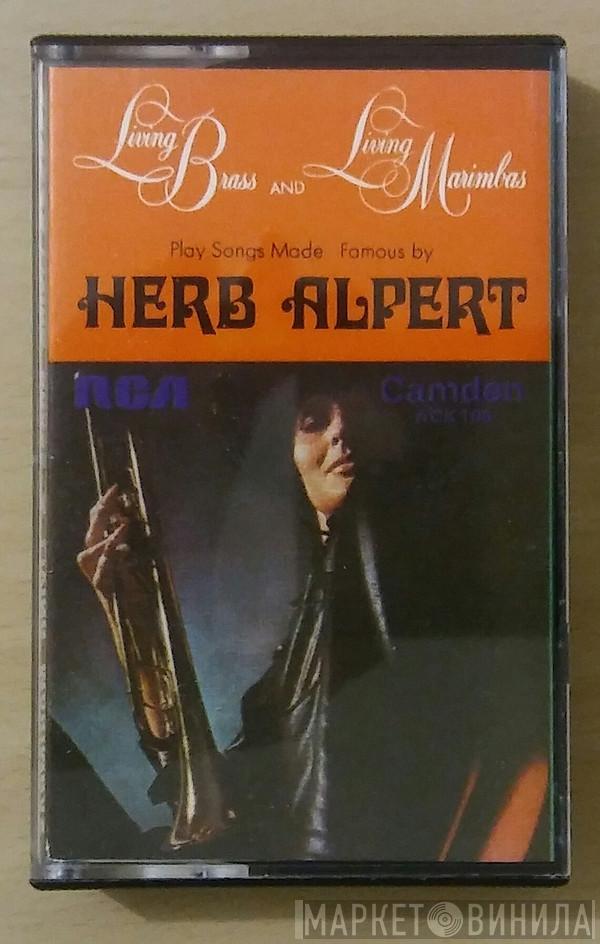 Living Brass AND Living Marimbas
Play Songs Made Famous by
HERB ALPERT
RCA Camden
МАРКЕТ ВИНИЛА